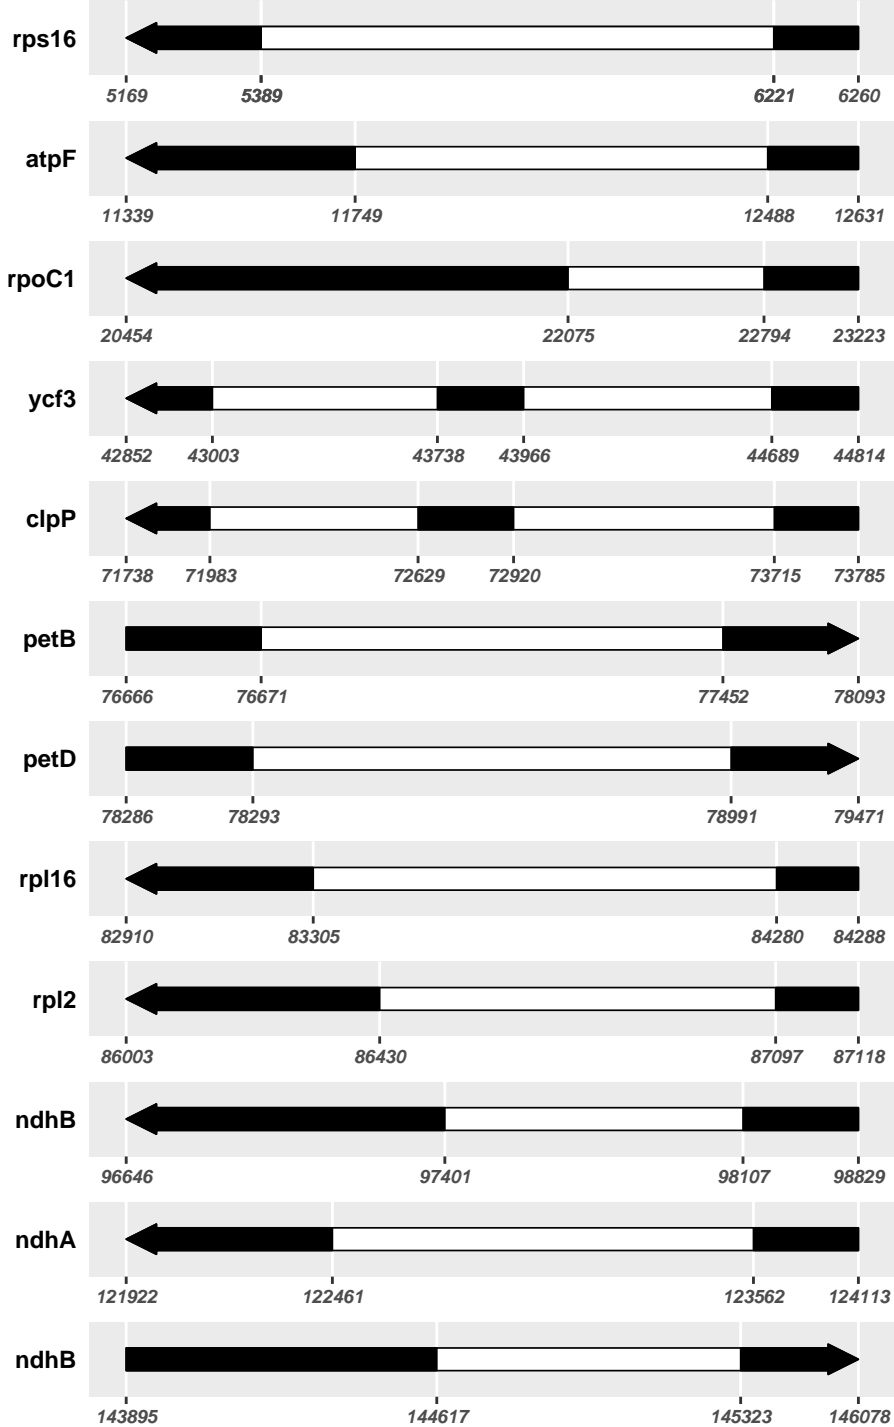 rps16
5169 5389 6221 6260
atpF
11339 11749 12488 12631
rpoC1
20454 22075 22794 23223
ycf3
42852 43003 43738 43966 44689 44814
clpP
71738 71983 72629 72920 73715 73785
petB
76666 76671 77452 78093
petD
78286 78293 78991 79471
rpl16
82910 83305 84280 84288
rpl2
86003 86430 87097 87118
ndhB
96646 97401 98107 98829
ndhA
121922 122461 123562 124113
ndhB
143895 144617 145323 146078